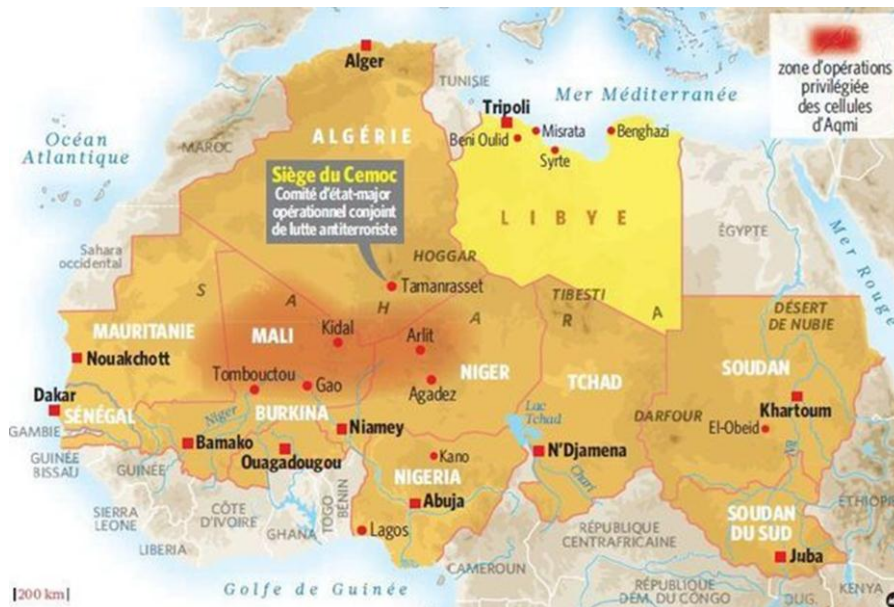 Alger
TUNISIE
Mer Méditerranée
zone d'opérations
privilégiée
des cellules
d'Aqmi
Océan
Atlantique
MAROC
ALGÉRIE
Tripoli
Beni Oulid
Misrata
Syrte
Benghazi
Siège du Cemoc
Comité d'état-major
opérationnel conjoint
de lutte antiterroriste
LIBYE
ÉGYPTE
Mer Rouge
Sahara
occidental
HOGGAR
Tamanrasset
TIBESTI
S A H A R A
DÉSERT
DE NUBIE
MAURITANIE
Nouakchott
MALI
Kidal
Arlit
NIGER
TCHAD
SOUDAN
Tombouctou
Gao
Agadez
Khartoum
Dakar
SÉNÉGAL
Niger
BURKINA
Niamey
Lac
Tchad
DARFOUR
El-Obeid
Nil
GAMBIE
GUINÉE
BISSAU
Bamako
Ouagadougou
Kano
N'Djamena
Chari
GUINÉE
NIGERIA
Abuja
SIERRA
LEONE
CÔTE
D'IVOIRE
GHANA
TOGO
BÉNIN
Lagos
RÉPUBLIQUE
CENTRAFRICAINE
SOUDAN
DU SUD
ÉTHIOPIE
LIBERIA
CAMEROUN
Juba
200 km
Golfe de Guinée
RÉPUBLIQUE
DÉM. DU CONGO
OUG.
KENYA